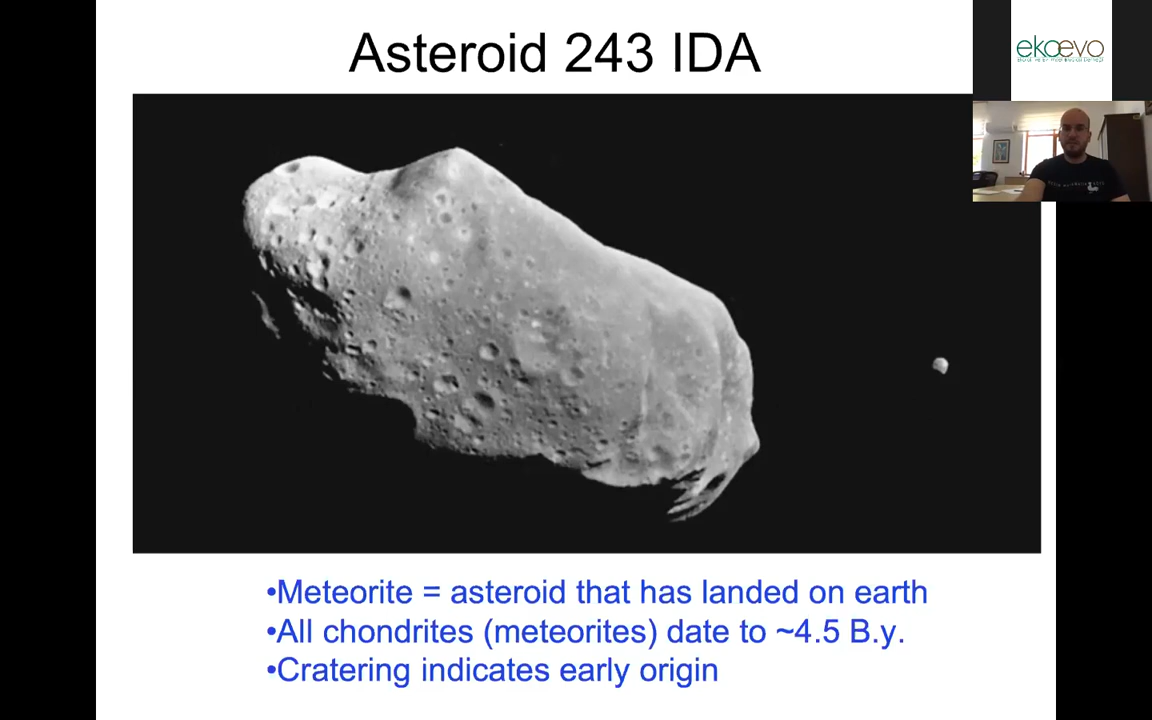 Asteroid 243 IDA
ekoevo
•Meteorite = asteroid that has landed on earth
•All chondrites (meteorites) date to ~4.5 B.y.
•Cratering indicates early origin